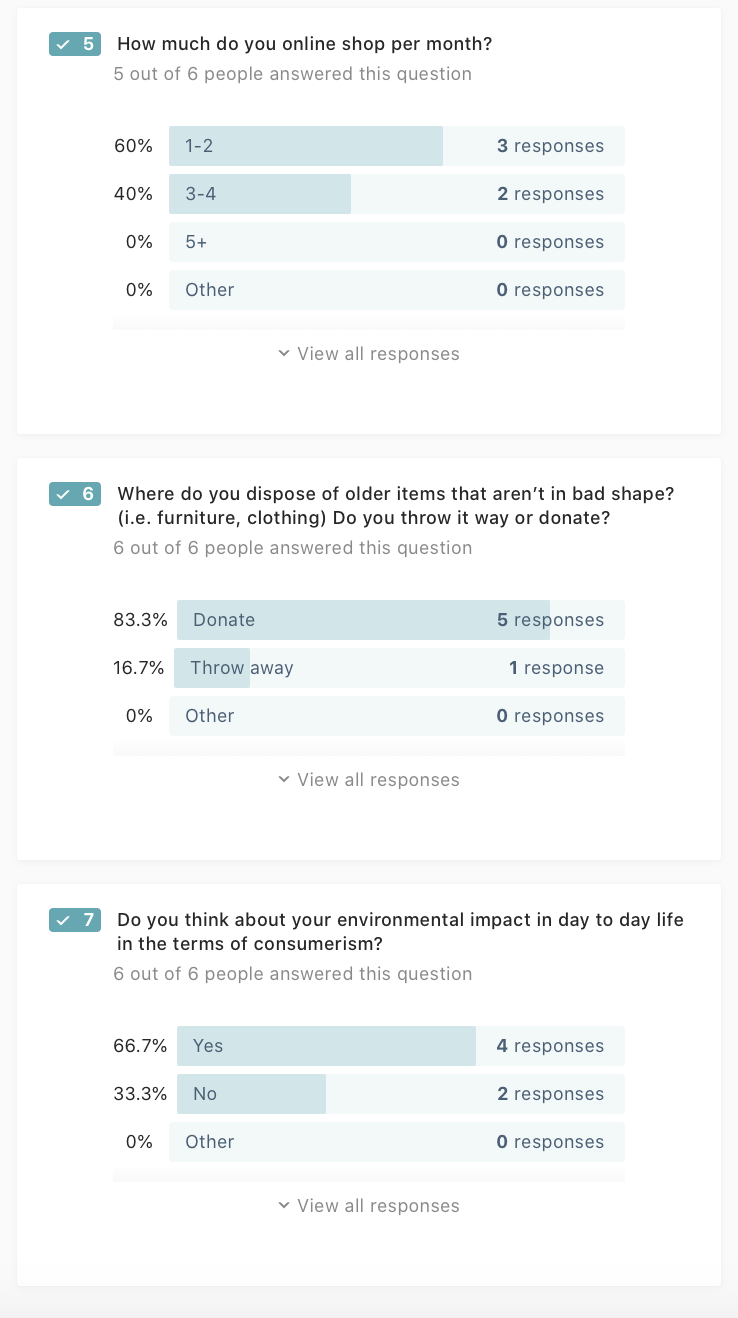 5 How much do you online shop per month?
5 out of 6 people answered this question
60% 1-2 3 responses
40% 3-4 2 responses
0% 5+ 0 responses
0% Other 0 responses
View all responses
6 Where do you dispose of older items that aren’t in bad shape?
(i.e. furniture, clothing) Do you throw it way or donate?
6 out of 6 people answered this question
83.3% Donate 5 responses
16.7% Throw away 1 response
0% Other 0 responses
View all responses
7 Do you think about your environmental impact in day to day life
in the terms of consumerism?
6 out of 6 people answered this question
66.7% Yes 4 responses
33.3% No 2 responses
0% Other 0 responses
View all responses